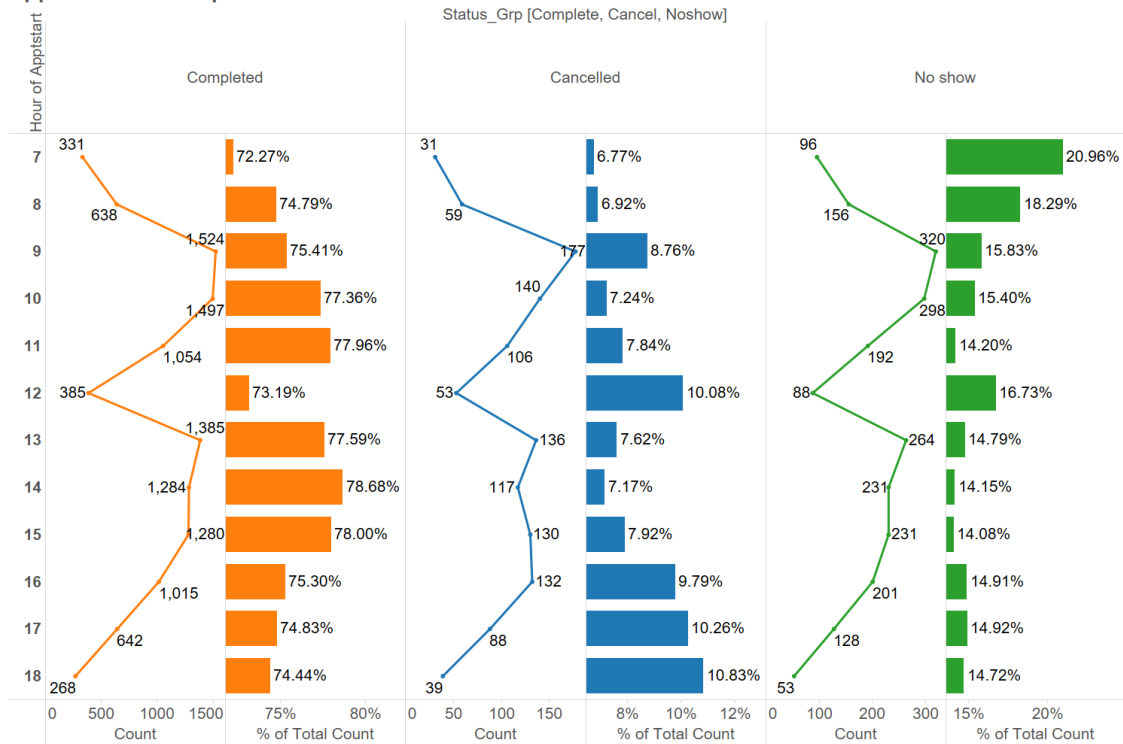 Status_Grp [Complete, Cancel, Noshow]
Hour of Apptstart
Completed Cancelled No show
7 331 72.27% 31 6.77% 96 20.96%
8 638 74.79% 59 6.92% 156 18.29%
9 1,524 75.41% 177 8.76% 320 15.83%
10 1,497 77.36% 140 7.24% 298 15.40%
11 1,054 77.96% 106 7.84% 192 14.20%
12 385 73.19% 53 10.08% 88 16.73%
13 1,385 77.59% 136 7.62% 264 14.79%
14 1,284 78.68% 117 7.17% 231 14.15%
15 1,280 78.00% 130 7.92% 231 14.08%
16 1,015 75.30% 132 9.79% 201 14.91%
17 642 74.83% 88 10.26% 128 14.92%
18 268 74.44% 39 10.83% 53 14.72%
0 500 1000 1500 75% 80% 0 50 100 150 8% 10% 12% 0 100 200 300 15% 20%
Count % of Total Count Count % of Total Count Count % of Total Count